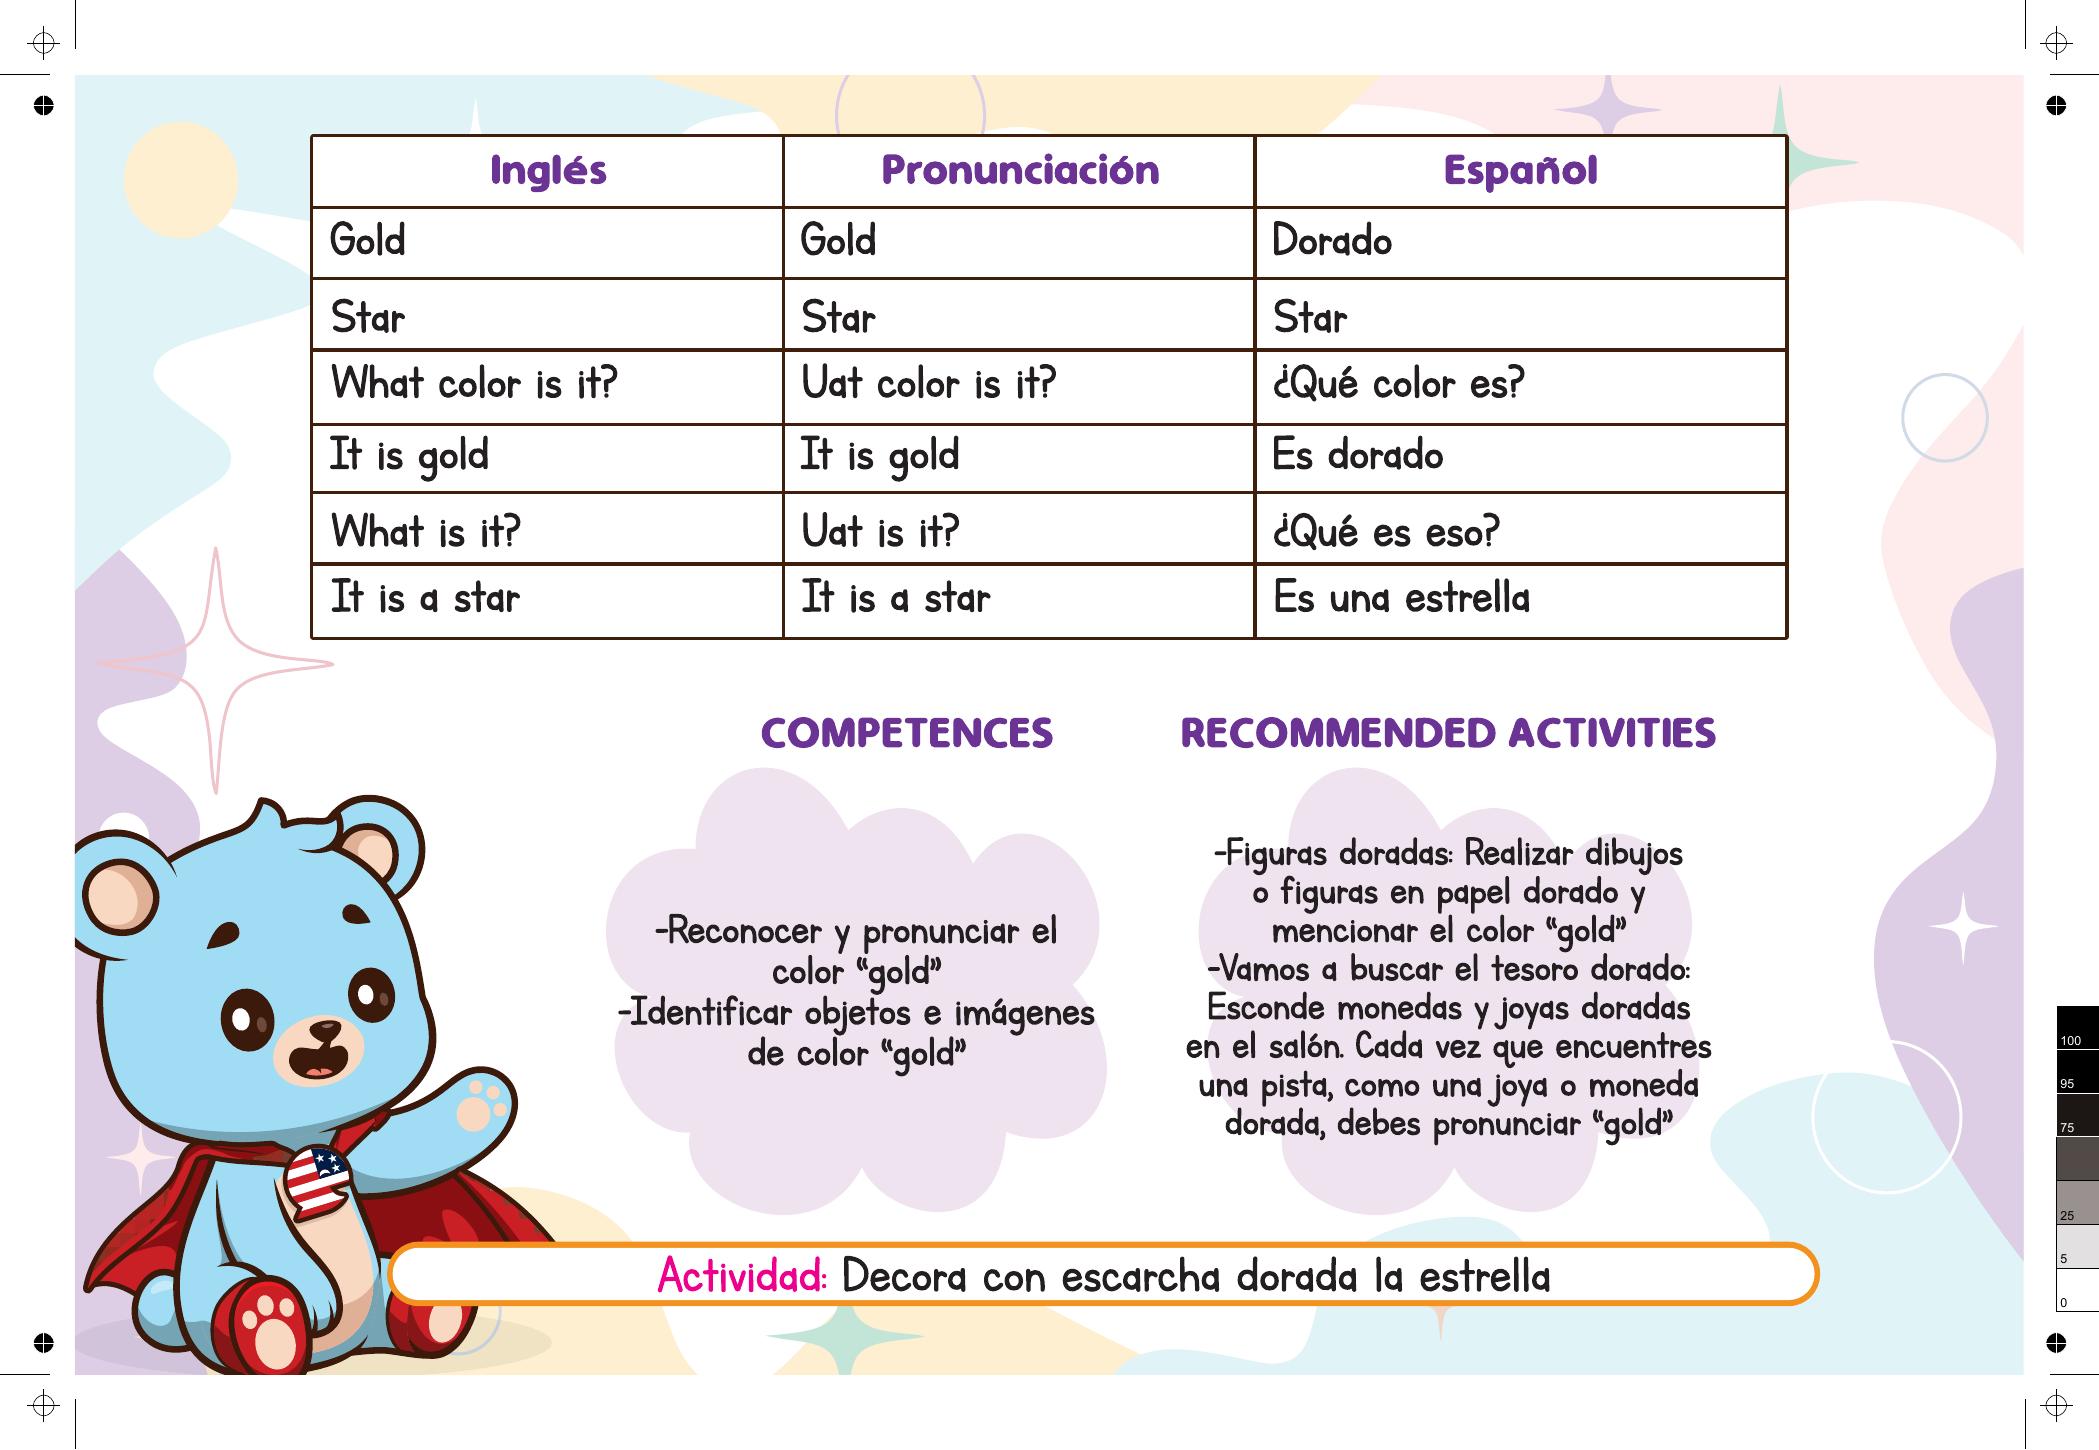 Inglés Pronunciación Español
Gold Gold Dorado
Star Star Star
What color is it? Uat color is it? ¿Qué color es?
It is gold It is gold Es dorado
What is it? Uat is it? ¿Qué es eso?
It is a star It is a star Es una estrella
COMPETENCES
-Reconocer y pronunciar el
color “gold”
-Identificar objetos e imágenes
de color “gold”
RECOMMENDED ACTIVITIES
-Figuras doradas: Realizar dibujos
o figuras en papel dorado y
mencionar el color “gold”
-Vamos a buscar el tesoro dorado:
Esconde monedas y joyas doradas
en el salón. Cada vez que encuentres
una pista, como una joya o moneda
dorada, debes pronunciar “gold”
Actividad: Decora con escarcha dorada la estrella
100
95
75
25
5
0